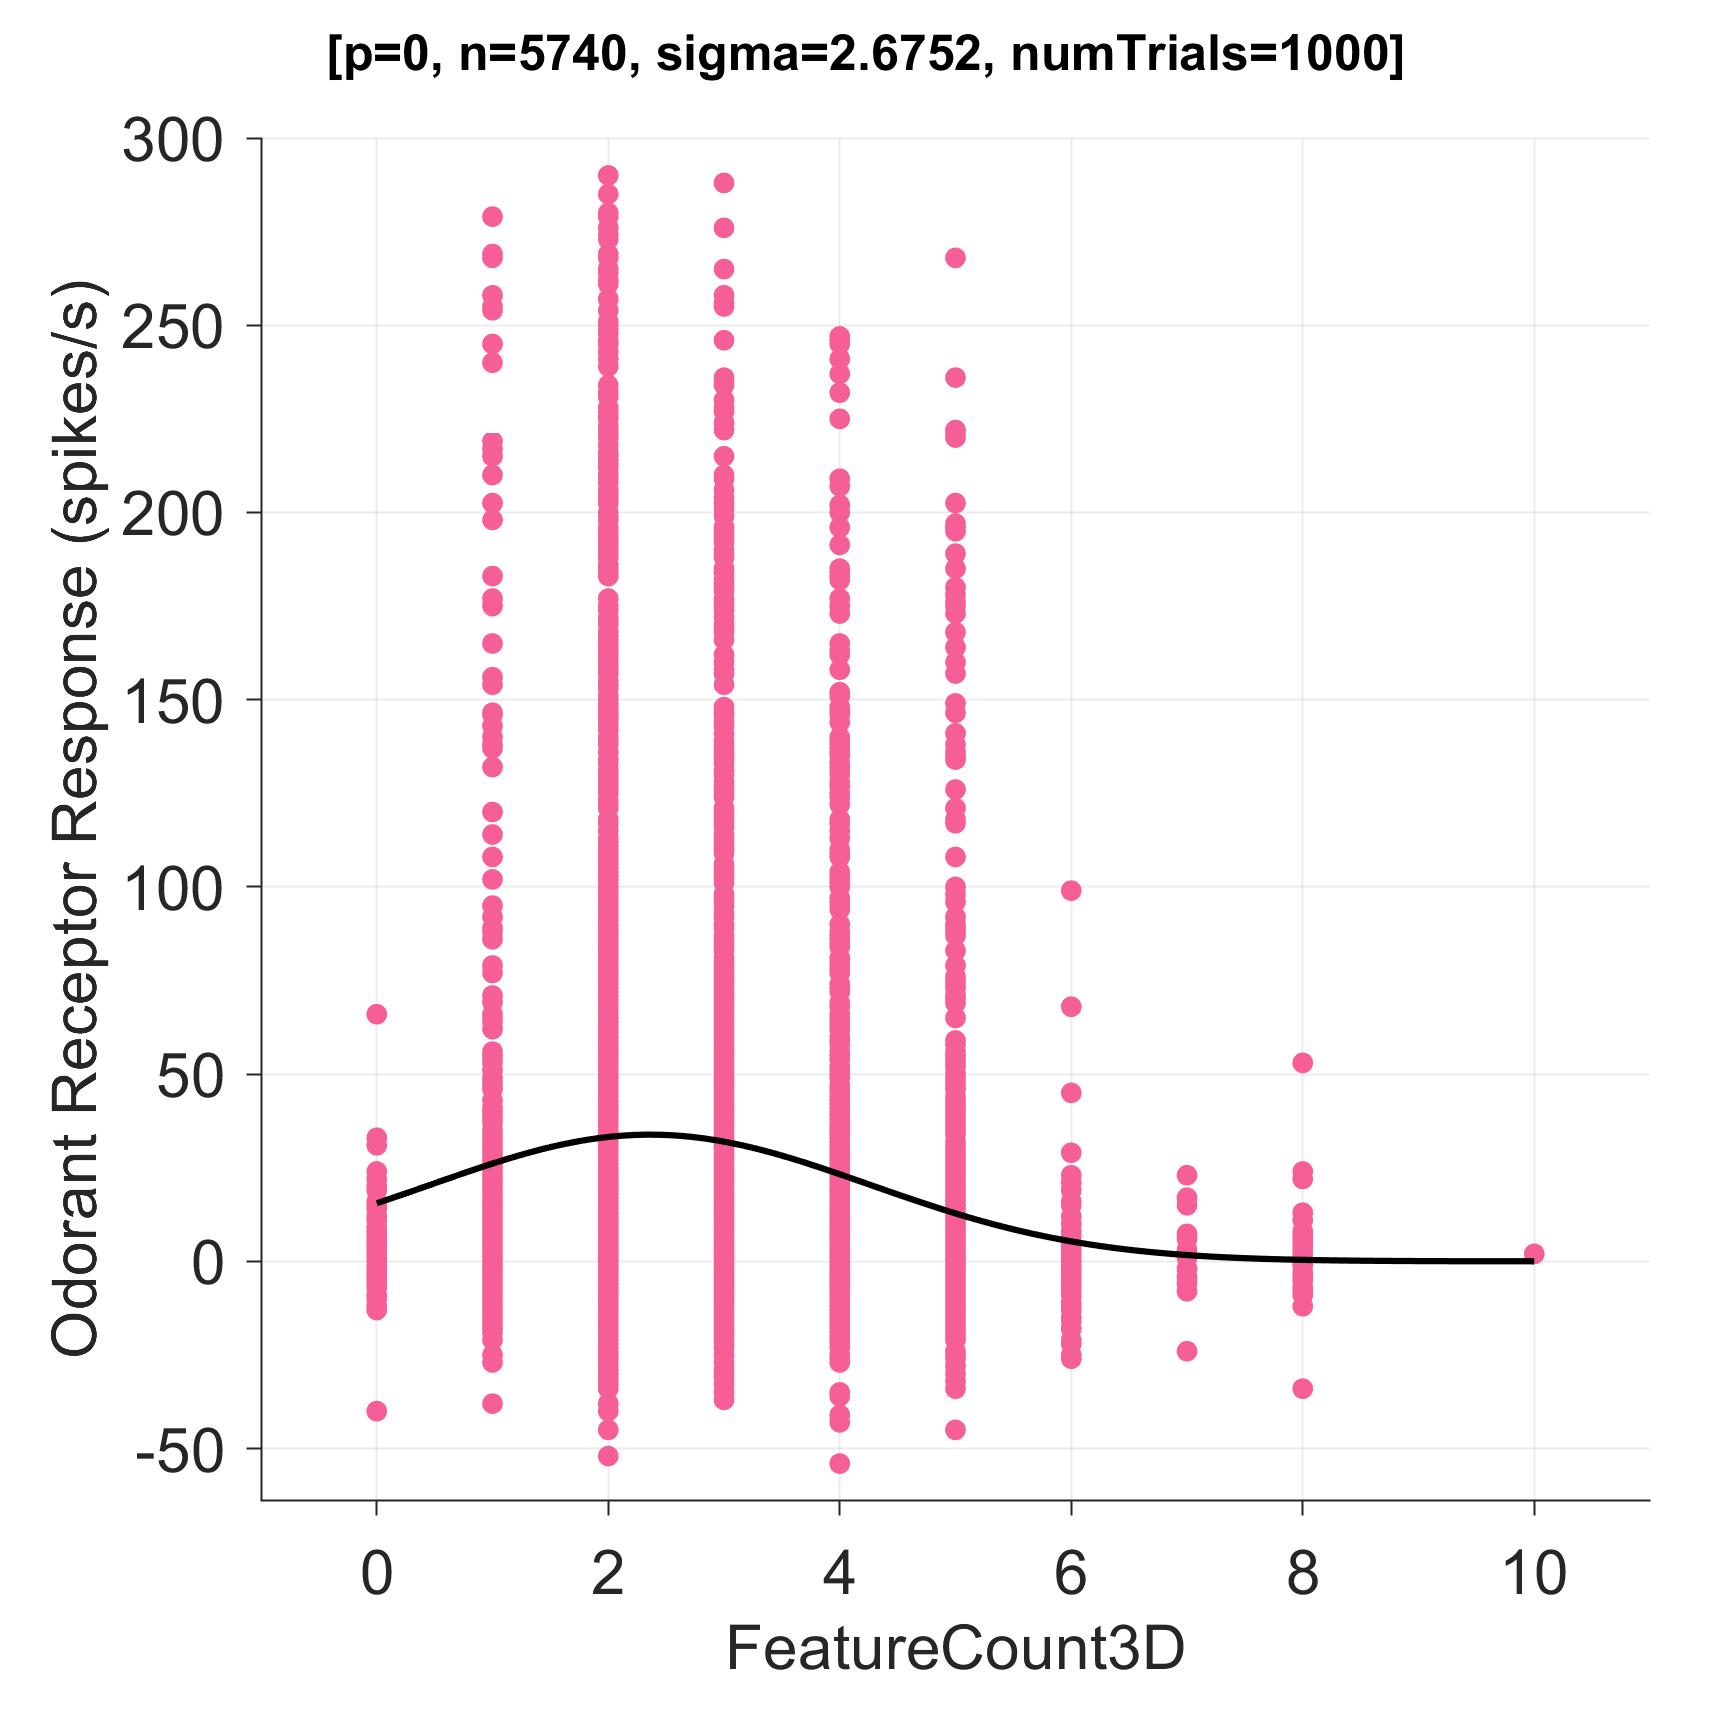 [p=0, n=5740, sigma=2.6752, numTrials=1000]
Odorant Receptor Response (spikes/s)
300
250
200
150
100
50
0
-50
0 2 4 6 8 10
FeatureCount3D